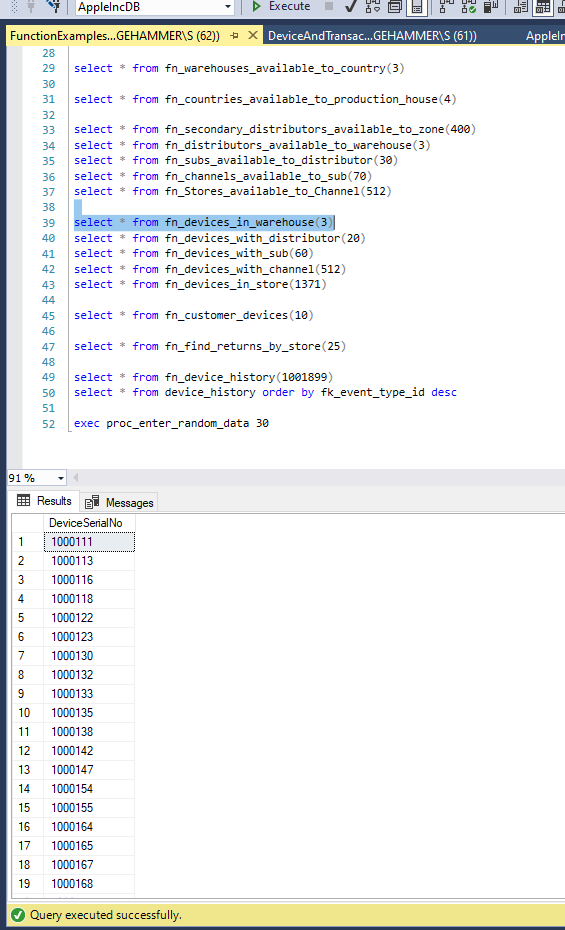 AppleIncDB
Execute
FunctionExamples...GEHAMMER\S (62))
DeviceAndTransac...GEHAMMER\S (61))
AppleIn
28
29 select * from fn_warehouses_available_to_country(3)
30
31 select * from fn_countries_available_to_production_house(4)
32
33 select * from fn_secondary_distributors_available_to_zone(400)
34 select * from fn_distributors_available_to_warehouse(3)
35 select * from fn_subs_available_to_distributor(30)
36 select * from fn_channels_available_to_sub(70)
37 select * from fn_Stores_available_to_Channel(512)
38
39 select * from fn_devices_in_warehouse(3)
40 select * from fn_devices_with_distributor(20)
41 select * from fn_devices_with_sub(60)
42 select * from fn_devices_with_channel(512)
43 select * from fn_devices_in_store(1371)
44
45 select * from fn_customer_devices(10)
46
47 select * from fn_find_returns_by_store(25)
48
49 select * from fn_device_history(1001899)
50 select * from device_history order by fk_event_type_id desc
51
52 exec proc_enter_random_data 30
91 %
Results
Messages
DeviceSerialNo
1 1000111
2 1000113
3 1000116
4 1000118
5 1000122
6 1000123
7 1000130
8 1000132
9 1000133
10 1000135
11 1000138
12 1000142
13 1000147
14 1000154
15 1000155
16 1000164
17 1000165
18 1000167
19 1000168
Query executed successfully.